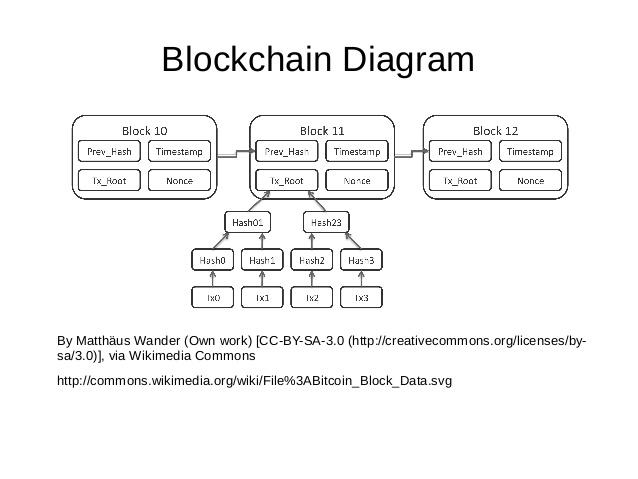 Blockchain Diagram
Block 10
Block 11
Block 12
Prev_Hash Timestamp Prev_Hash Timestamp Prev_Hash Timestamp
Tx_Root Nonce Tx_Root Nonce Tx_Root Nonce
Hash01 Hash23
Hash0 Hash1 Hash2 Hash3
Tx0 Tx1 Tx2 Tx3
By Matthäus Wander (Own work) [CC-BY-SA-3.0 (http://creativecommons.org/licenses/by-
sa/3.0)], via Wikimedia Commons
http://commons.wikimedia.org/wiki/File%3ABitcoin_Block_Data.svg